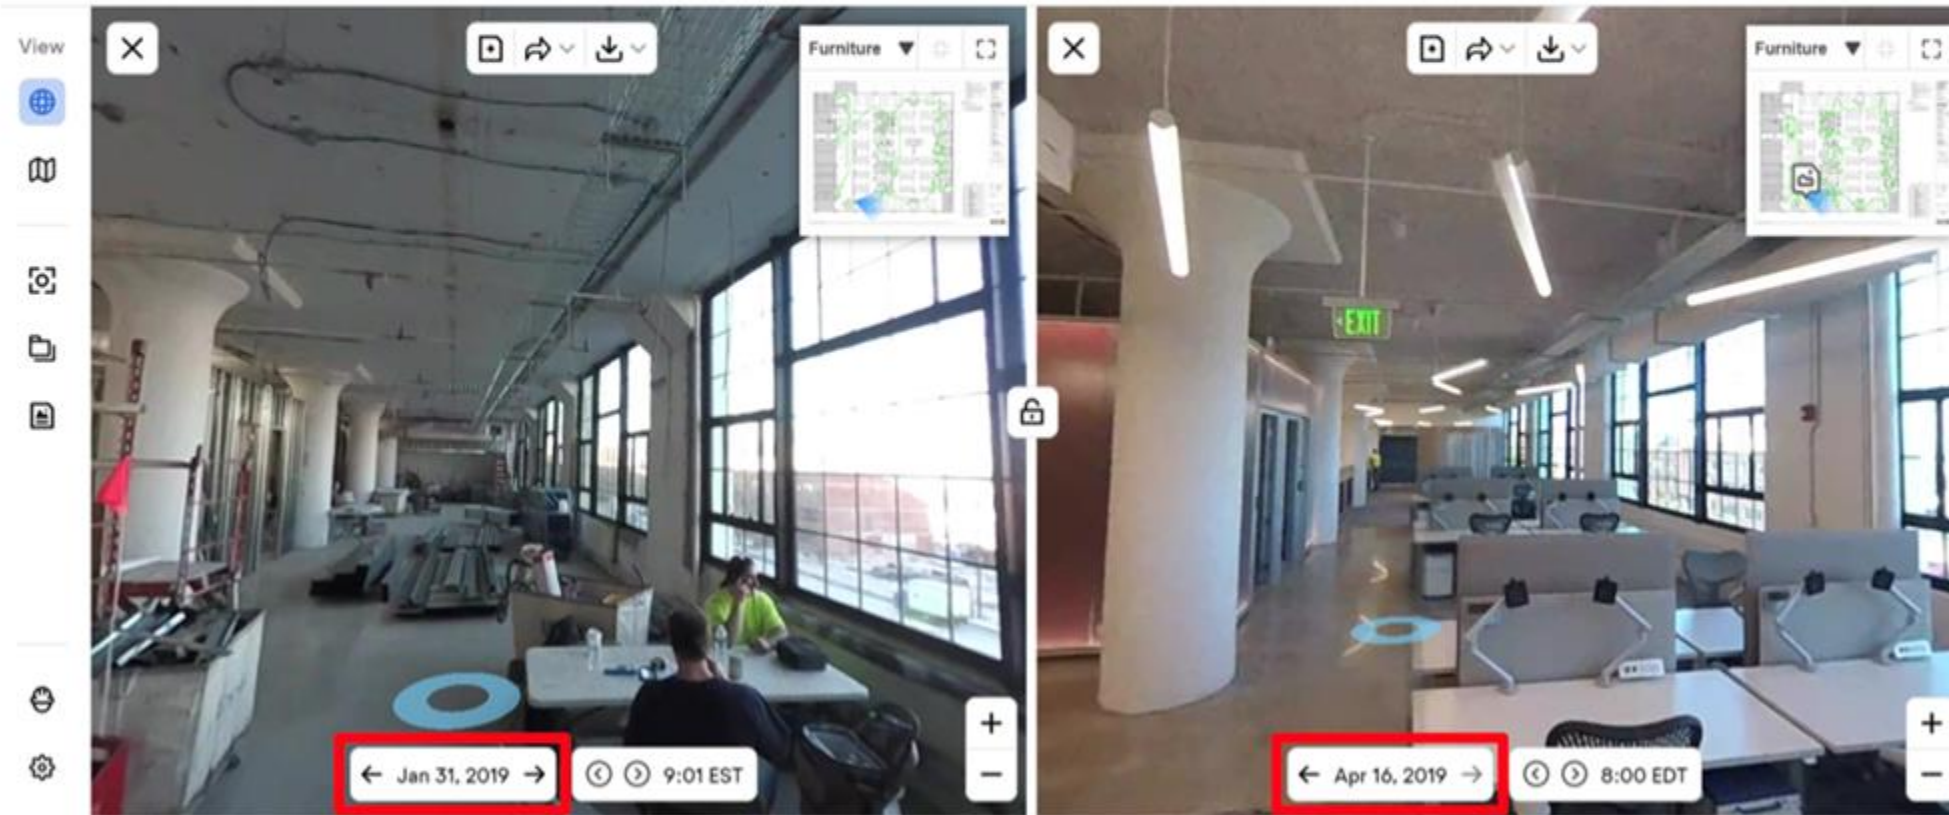 View
Furniture
Furniture
EXIT
Jan 31, 2019
9:01 EST
Apr 16, 2019
8:00 EDT